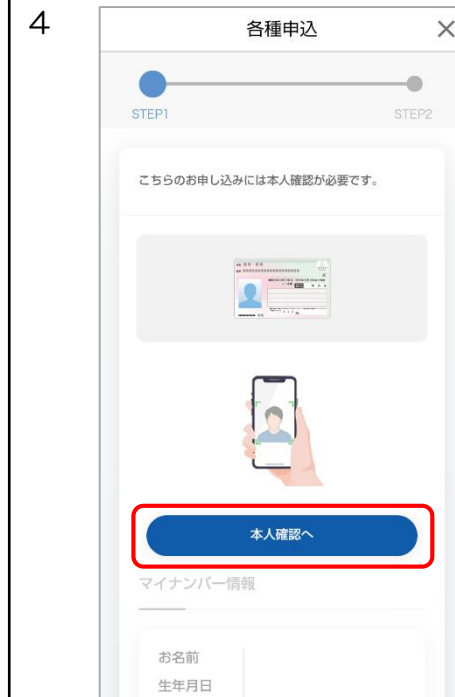 4
各種申込
STEP1
STEP2
こちらのお申し込みには本人確認が必要です。
本人確認へ
マイナンバー情報
お名前
生年月日